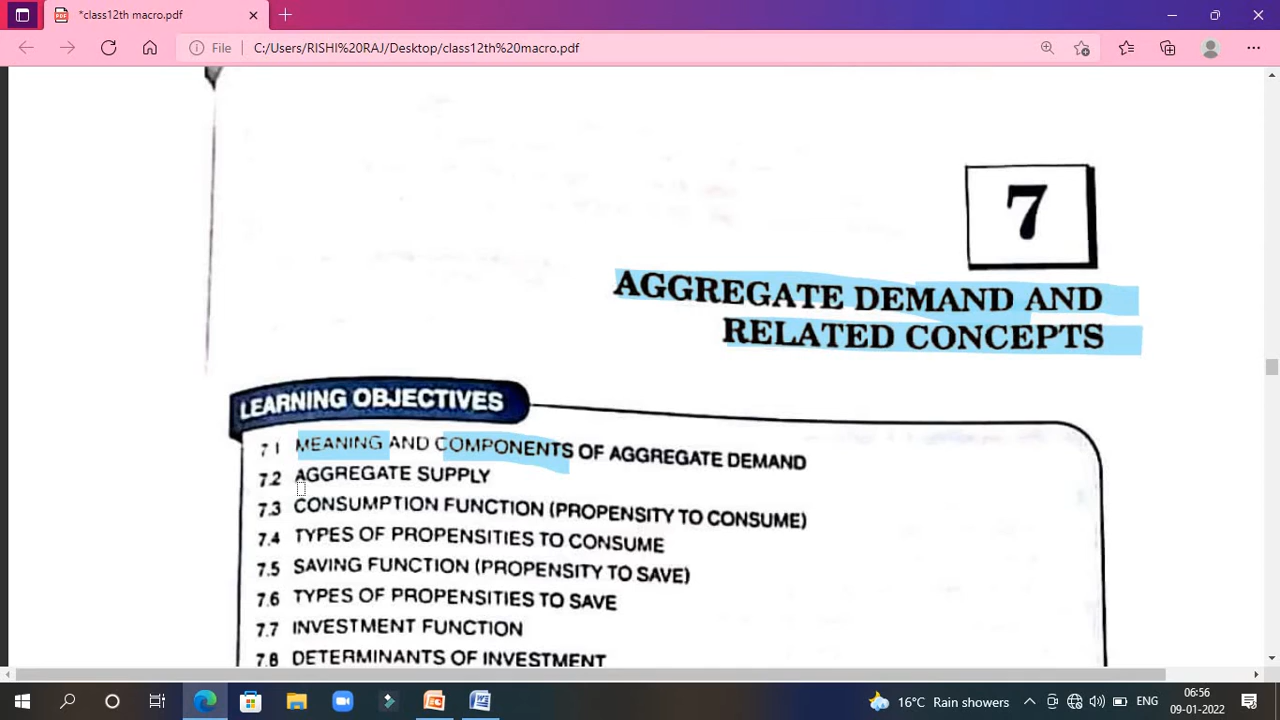 *class12th macro.pdf
File C:/Users/RISHI%20RAJ/Desktop/class12th%20macro.pdf
7
AGGREGATE DEMAND AND
RELATED CONCEPTS
LEARNING OBJECTIVES
7.1 MEANING AND COMPONENTS OF AGGREGATE DEMAND
7.2 AGGREGATE SUPPLY
7.3 CONSUMPTION FUNCTION (PROPENSITY TO CONSUME)
7.4 TYPES OF PROPENSITIES TO CONSUME
7.5 SAVING FUNCTION (PROPENSITY TO SAVE)
7.6 TYPES OF PROPENSITIES TO SAVE
7.7 INVESTMENT FUNCTION
7.8 DETERMINANTS OF INVESTMENT
16°C Rain showers ENG 06:56
09-01-2022